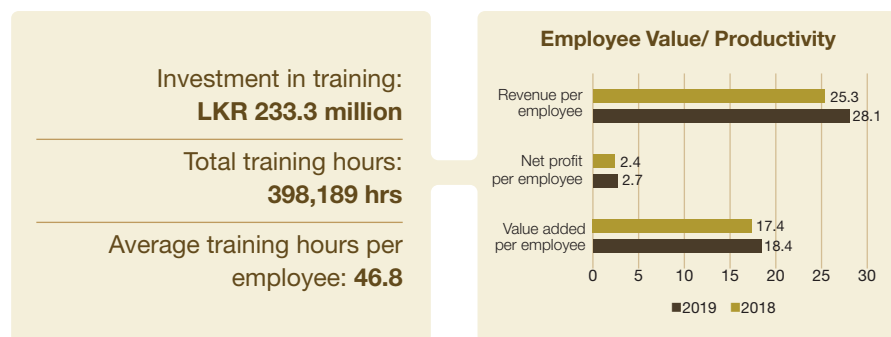 Investment in training:
LKR 233.3 million
Total training hours:
398,189 hrs
Average training hours per
employee: 46.8
Employee Value/ Productivity
Revenue per
employee
25.3
28.1
Net profit
per employee
2.4
2.7
Value added
per employee
17.4
18.4
0 5 10 15 20 25 30
2019 2018